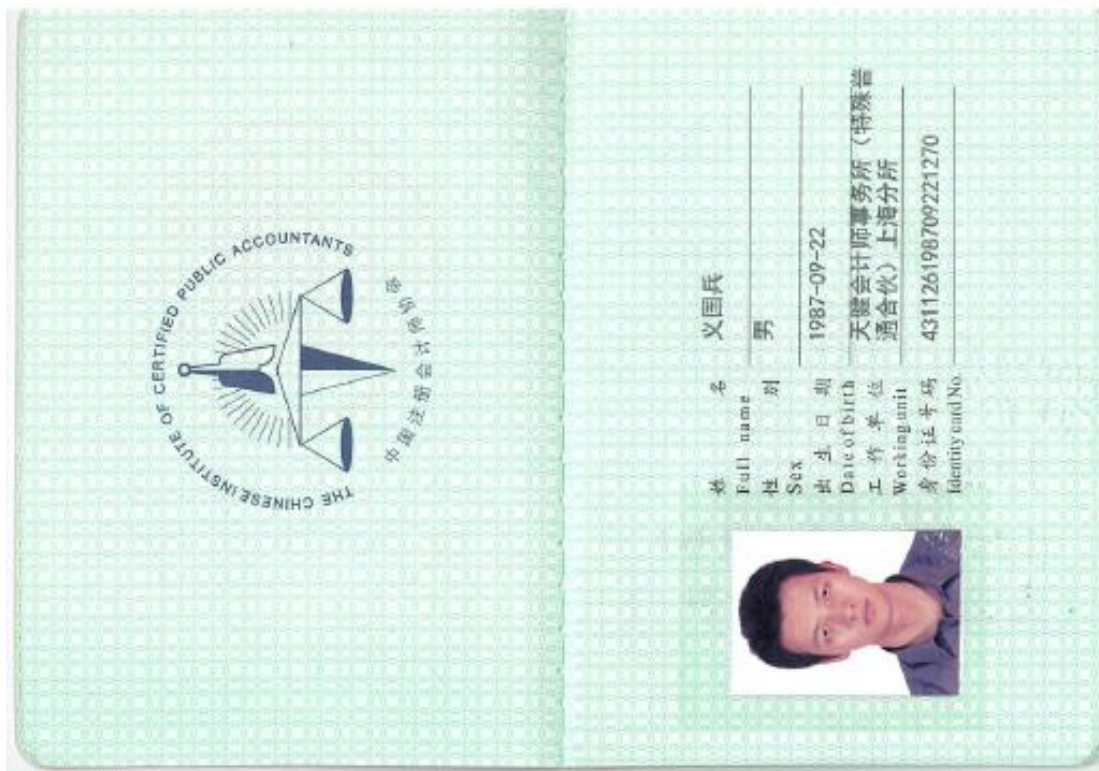 THE CHINESE INSTITUTE OF CERTIFIED PUBLIC ACCOUNTANTS
中国注册会计师协会
姓 名 义国兵
Full name
性 别 男
Sex
出 生 日 期 1987-09-22
Date of birth
工 作 单 位 天健会计师事务所（特殊普
Working unit 通合伙）上海分所
身份证号码 431126198709221270
Identity card No.